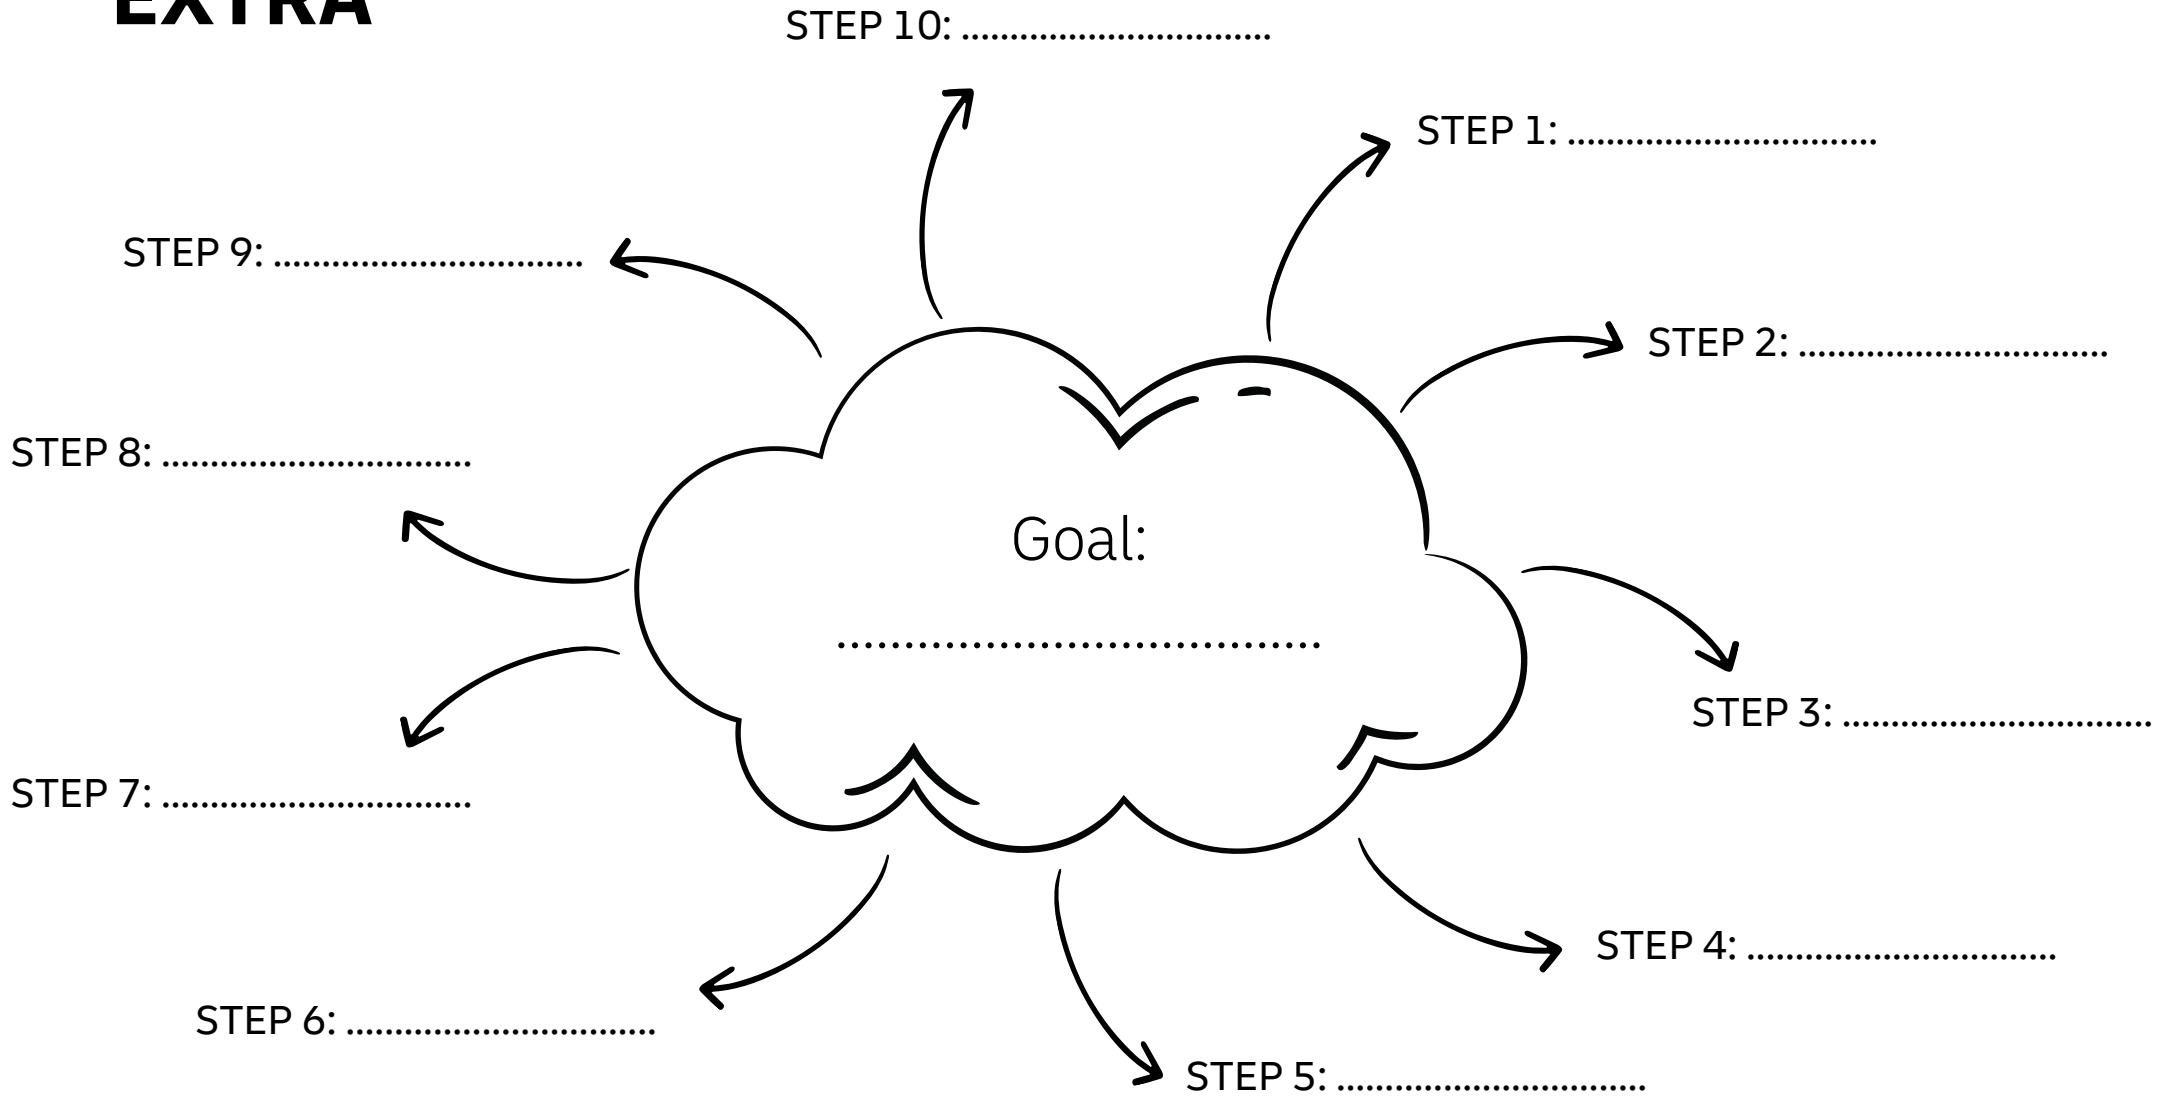 EXTRA
STEP 10: ................................
STEP 1: ................................
STEP 9: ................................
STEP 2: ................................
STEP 8: ................................
Goal:
....................................
STEP 3: ................................
STEP 7: ................................
STEP 4: ................................
STEP 6: ................................
STEP 5: ................................